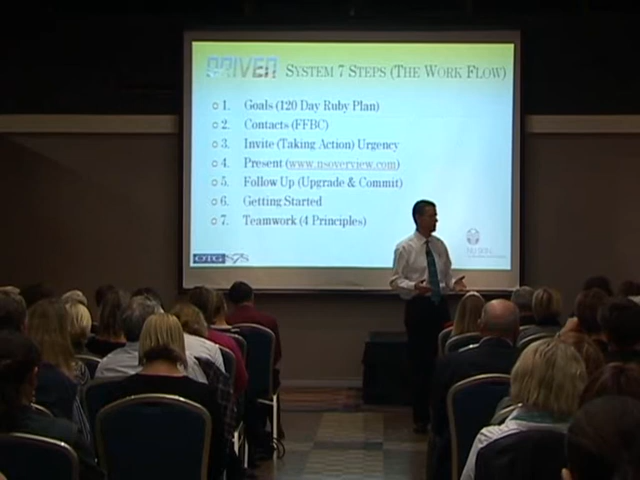 DRIVEN System 7 Steps (The Work Flow)
1. Goals (120 Day Ruby Plan)
2. Contacts (FFBC)
3. Invite (Taking Action) Urgency
4. Present (www.nsoverview.com)
5. Follow Up (Upgrade & Commit)
6. Getting Started
7. Teamwork (4 Principles)
OTG